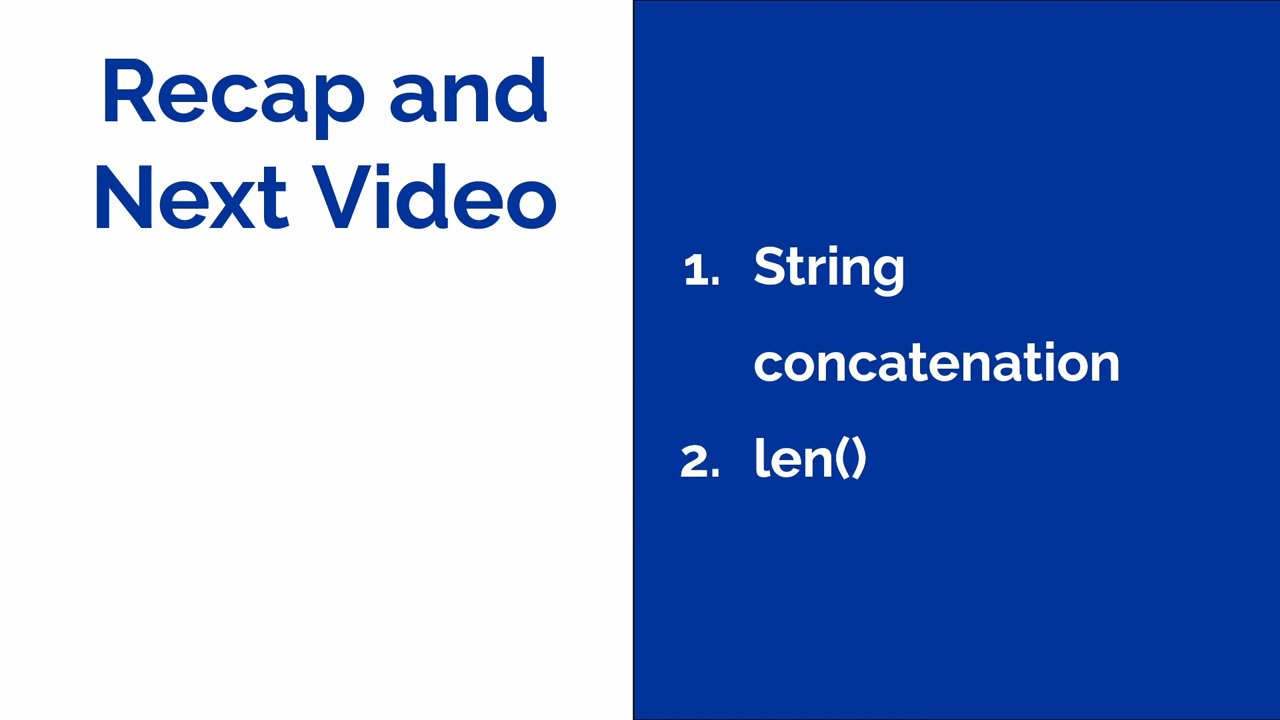 Recap and
Next Video
1. String
concatenation
2. len()